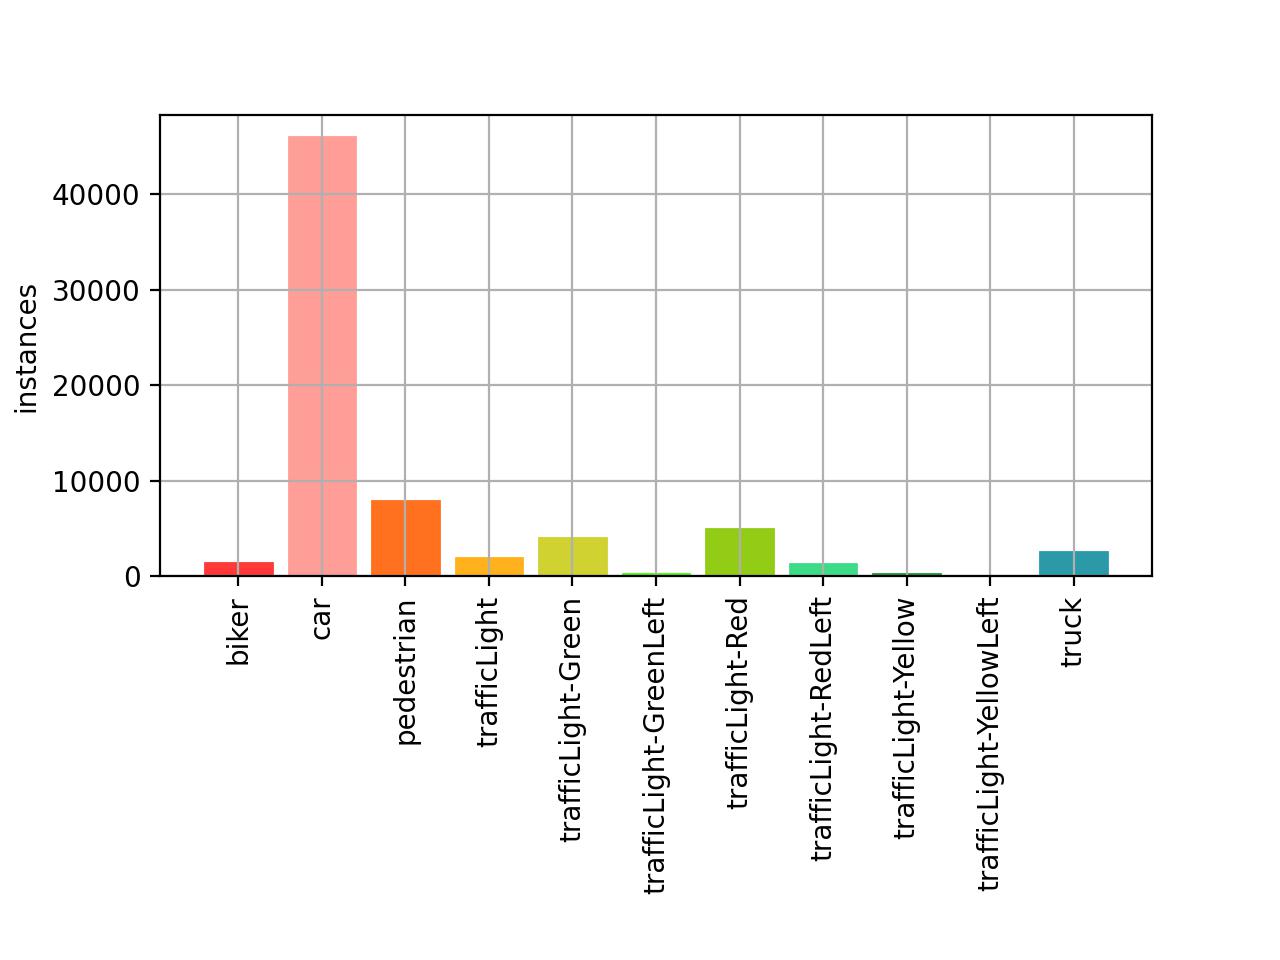 instances
40000
30000
20000
10000
0
biker
car
pedestrian
trafficLight
trafficLight-Green
trafficLight-GreenLeft
trafficLight-Red
trafficLight-RedLeft
trafficLight-Yellow
trafficLight-YellowLeft
truck